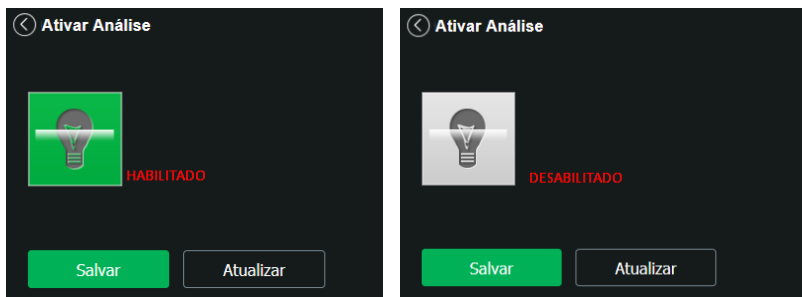 Ativar Análise
HABILITADO
Salvar
Atualizar
Ativar Análise
DESABILITADO
Salvar
Atualizar